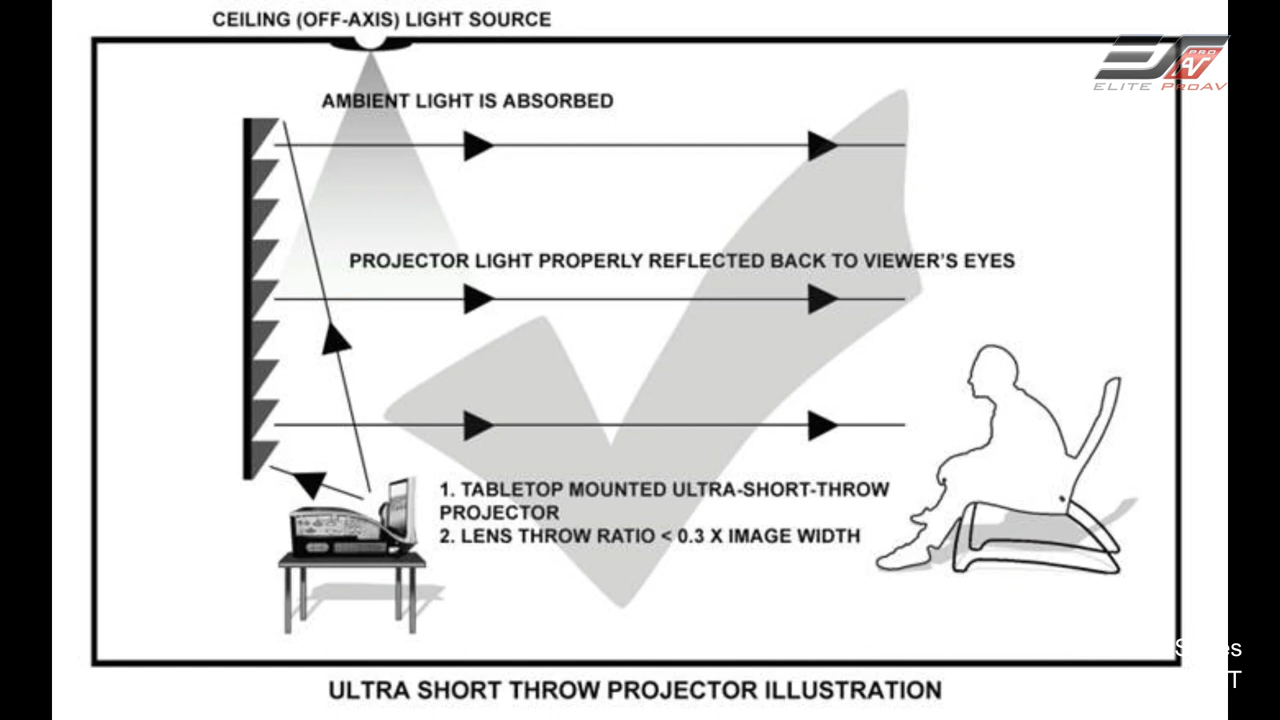 CEILING (OFF-AXIS) LIGHT SOURCE
PRO
AV
ELITE PROAV
AMBIENT LIGHT IS ABSORBED
PROJECTOR LIGHT PROPERLY REFLECTED BACK TO VIEWER'S EYES
1. TABLETOP MOUNTED ULTRA-SHORT-THROW
PROJECTOR
2. LENS THROW RATIO < 0.3 X IMAGE WIDTH
ULTRA SHORT THROW PROJECTOR ILLUSTRATION